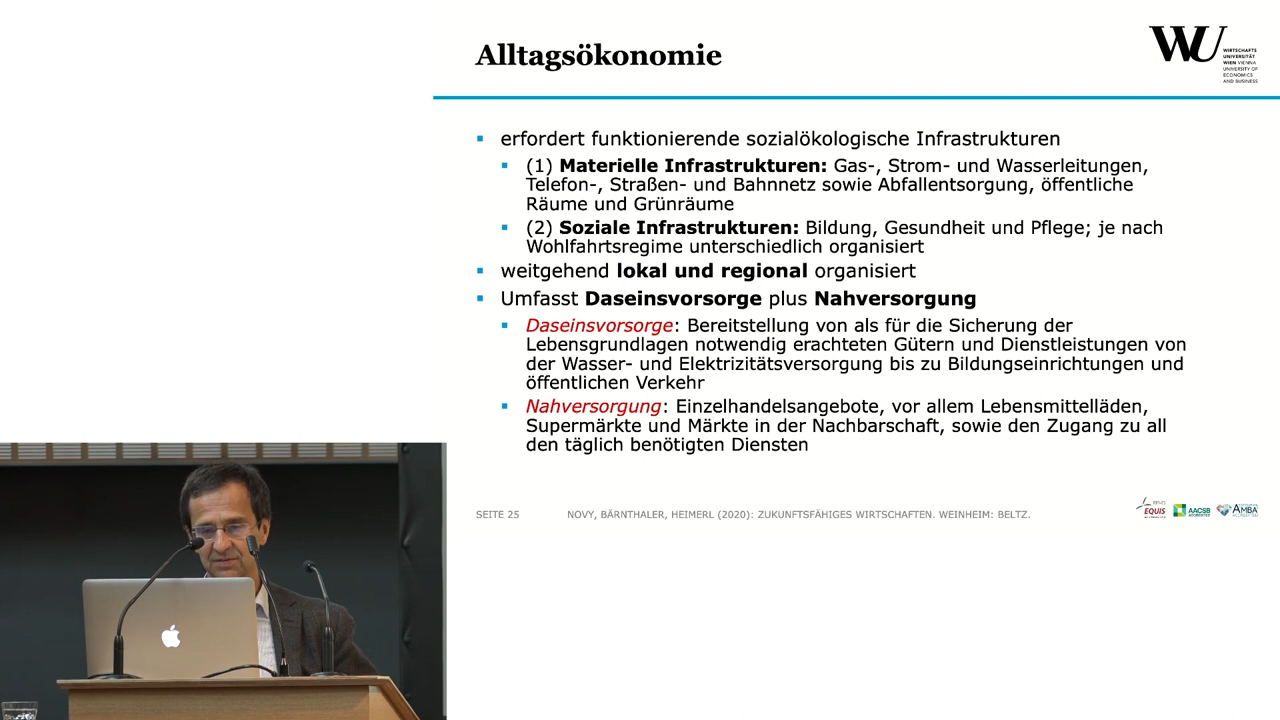 Alltagsökonomie
WU
WIRTSCHAFTS
UNIVERSITÄT
WIEN VIENNA
UNIVERSITY OF
ECONOMICS
AND BUSINESS
▪ erfordert funktionierende sozialökologische Infrastrukturen
▪ (1) Materielle Infrastrukturen: Gas-, Strom- und Wasserleitungen,
Telefon-, Straßen- und Bahnnetz sowie Abfallentsorgung, öffentliche
Räume und Grünräume
▪ (2) Soziale Infrastrukturen: Bildung, Gesundheit und Pflege; je nach
Wohlfahrtsregime unterschiedlich organisiert
▪ weitgehend lokal und regional organisiert
▪ Umfasst Daseinsvorsorge plus Nahversorgung
▪ Daseinsvorsorge: Bereitstellung von als für die Sicherung der
Lebensgrundlagen notwendig erachteten Gütern und Dienstleistungen von
der Wasser- und Elektrizitätsversorgung bis zu Bildungseinrichtungen und
öffentlichen Verkehr
▪ Nahversorgung: Einzelhandelsangebote, vor allem Lebensmittelläden,
Supermärkte und Märkte in der Nachbarschaft, sowie den Zugang zu all
den täglich benötigten Diensten
SEITE 25
NOVY, BÄRNTHALER, HEIMERL (2020): ZUKUNFTSFÄHIGES WIRTSCHAFTEN. WEINHEIM: BELTZ.
EQUIS
AACSB
AMBA